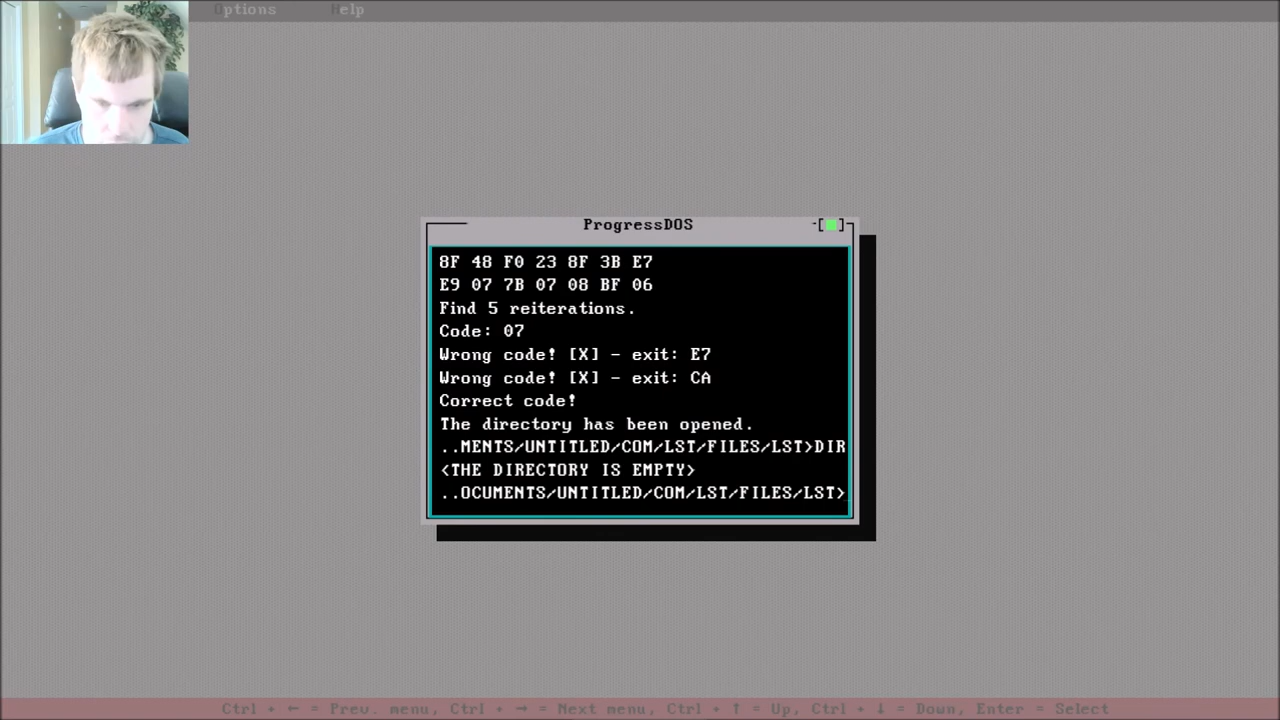 Options Help
ProgressDOS
8F 48 F0 23 8F 3B E7
E9 07 7B 07 08 BF 06
Find 5 reiterations.
Code: 07
Wrong code! [X] - exit: E7
Wrong code! [X] - exit: CA
Correct code!
The directory has been opened.
..MENTS/UNTITLED/COM/LST/FILES/LST>DIR
<THE DIRECTORY IS EMPTY>
..OCUMENTS/UNTITLED/COM/LST/FILES/LST>
Ctrl + ← = Prev. menu, Ctrl + → = Next menu, Ctrl + ↑ = Up, Ctrl + ↓ = Down, Enter = Select